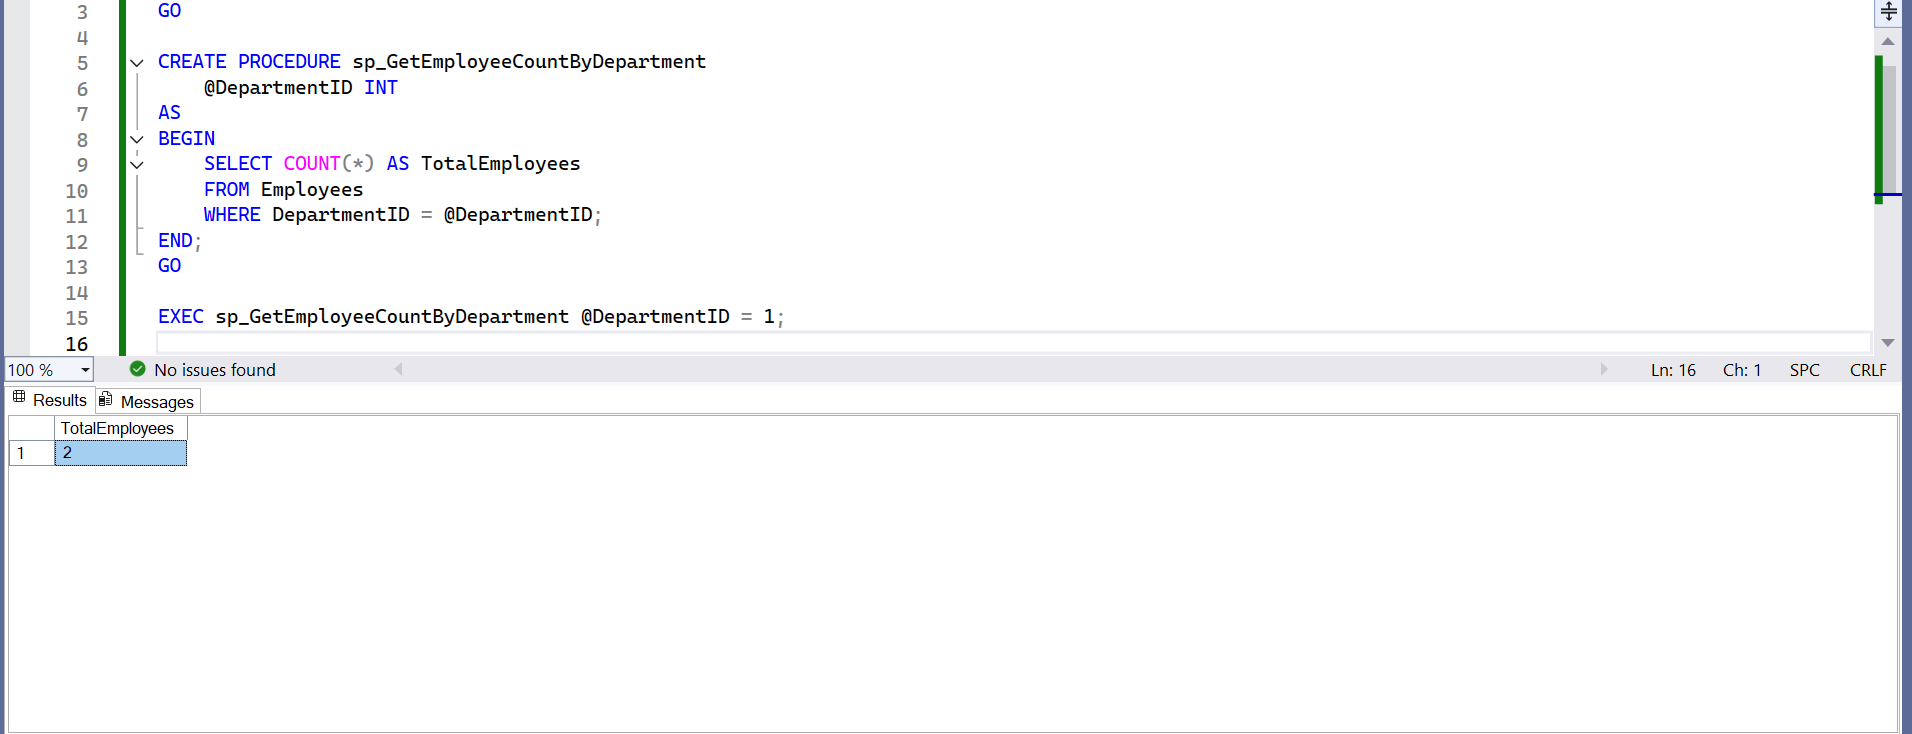 3 GO
4
5 CREATE PROCEDURE sp_GetEmployeeCountByDepartment
6 @DepartmentID INT
7 AS
8 BEGIN
9 SELECT COUNT(*) AS TotalEmployees
10 FROM Employees
11 WHERE DepartmentID = @DepartmentID;
12 END;
13 GO
14
15 EXEC sp_GetEmployeeCountByDepartment @DepartmentID = 1;
16
100 % No issues found Ln: 16 Ch: 1 SPC CRLF
Results Messages
TotalEmployees
1 2